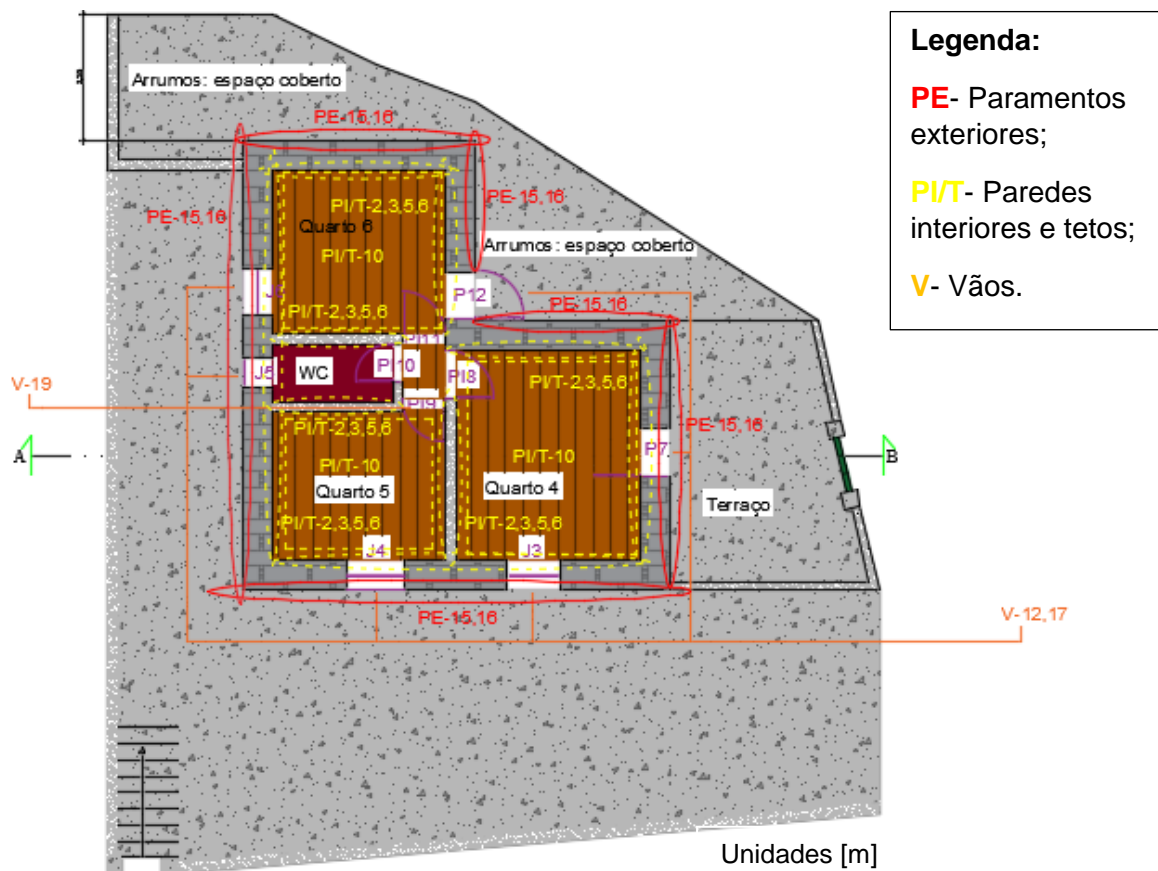 Legenda:
PE- Paramentos
exteriores;
PI/T- Paredes
interiores e tetos;
V- Vãos.
Arrumos: espaço coberto
PE-15,16
PE-15,16
PE-15,16
PI/T-2,3,5,6
Quarto 6
Arrumos: espaço coberto
PI/T-10
P12
PI/T-2,3,5,6
PE-15,16
J5
WC
PI10
PI8
PI9
V-19
PI/T-2,3,5,6
PI/T-2,3,5,6
PE-15,16
P7
A
B
PI/T-10
PI/T-10
Quarto 5
Quarto 4
Terraço
PI/T-2,3,5,6
PI/T-2,3,5,6
J4
J3
PE-15,16
V-12,17
Unidades [m]